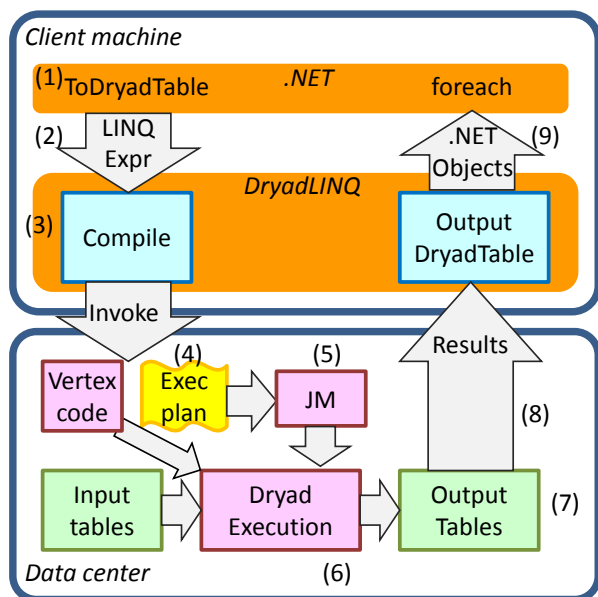 Client machine
(1) ToDryadTable .NET foreach
(2) LINQ Expr
.NET Objects (9)
DryadLINQ
(3) Compile
Output DryadTable
Invoke
Results
(4) (5)
Vertex code
Exec plan
JM
(8)
Input tables
Dryad Execution
Output Tables
(7)
Data center
(6)